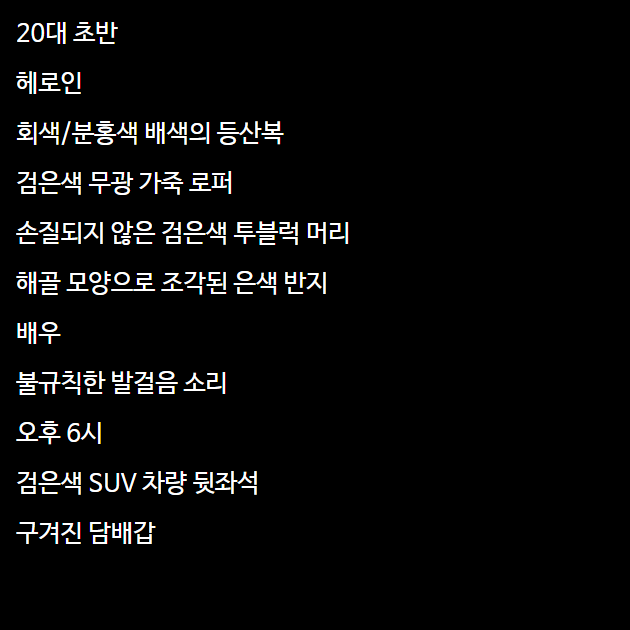 20대 초반
헤로인
회색/분홍색 배색의 등산복
검은색 무광 가죽 로퍼
손질되지 않은 검은색 투블럭 머리
해골 모양으로 조각된 은색 반지
배우
불규칙한 발걸음 소리
오후 6시
검은색 SUV 차량 뒷좌석
구겨진 담배갑